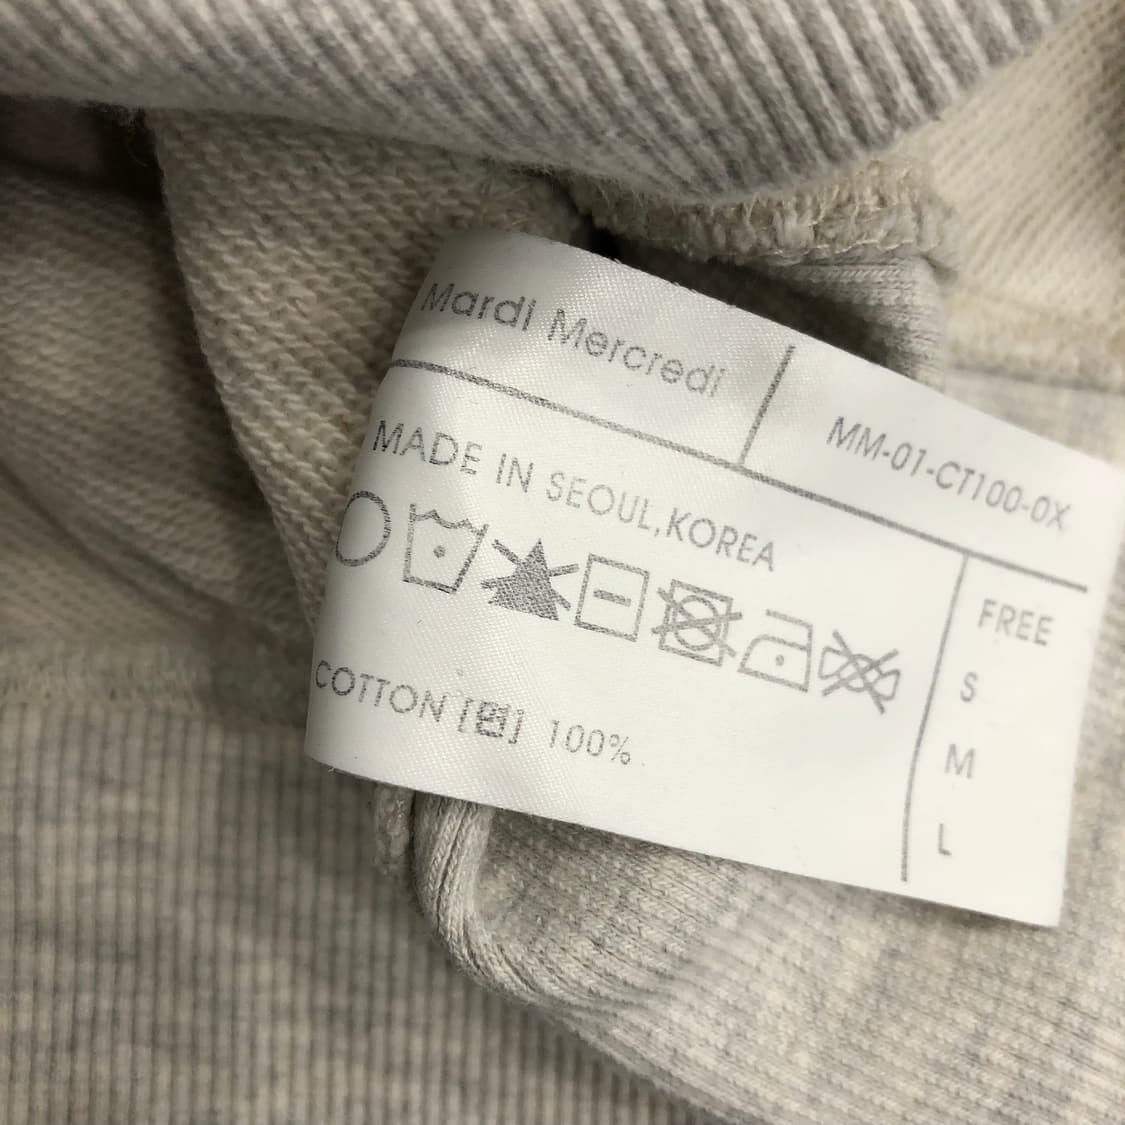 Mardi Mercredi
MM-01-CT100-0X
MADE IN SEOUL,KOREA
COTTON [면] 100%
FREE
S
M
L